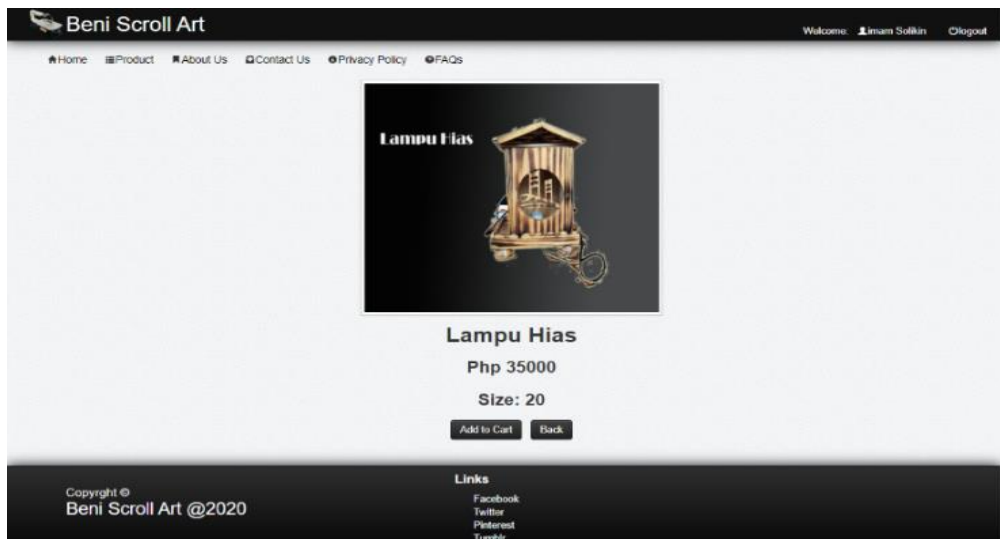 Beni Scroll Art
Welcome: imam Solikin logout
Home Product About Us Contact Us Privacy Policy FAQs
Lampu Hias
Lampu Hias
Php 35000
Size: 20
Add to Cart Back
Links
Copyrght ©
Beni Scroll Art @2020
Facebook
Twitter
Pinterest
Tumblr